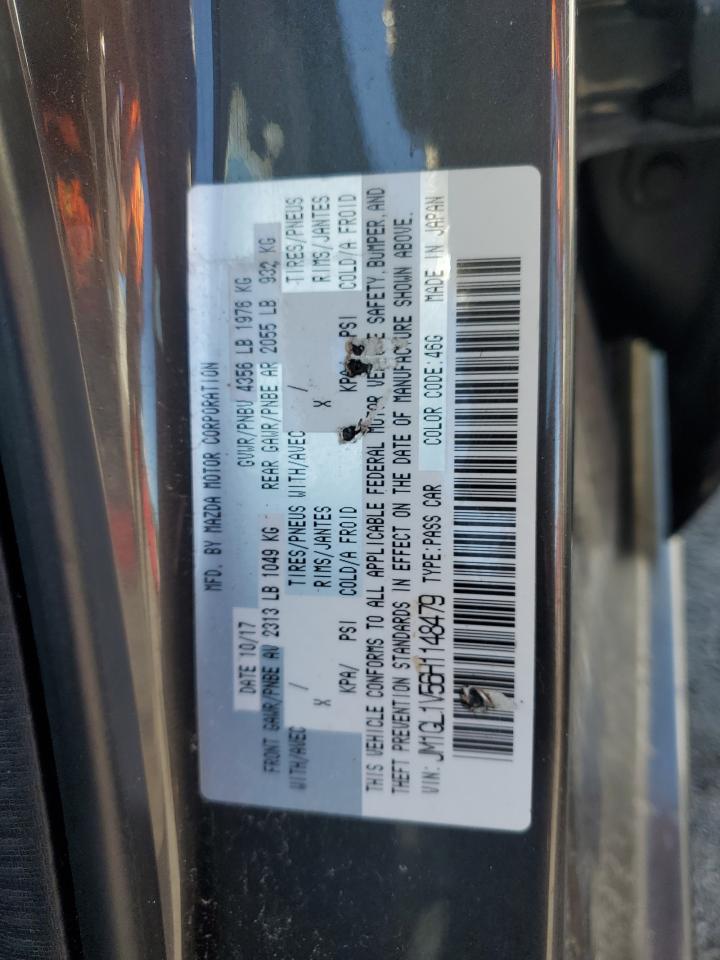 MFD. BY MAZDA MOTOR CORPORATION
DATE 10/17 GVWR/PNBV 4356 LB 1976 KG
FRONT GAWR/PNBE AV 2313 LB 1049 KG REAR GAWR/PNBE AR 2055 LB 932 KG
WITH/AVEC / TIRES/PNEUS WITH/AVEC / TIRES/PNEUS
X RIMS/JANTES X RIMS/JANTES
KPA/ PSI COLD/A FROID KPA/ PSI COLD/A FROID
THIS VEHICLE CONFORMS TO ALL APPLICABLE FEDERAL MOTOR VEHICLE SAFETY, BUMPER, AND
THEFT PREVENTION STANDARDS IN EFFECT ON THE DATE OF MANUFACTURE SHOWN ABOVE.
VIN: JM1GL1V56H1148479 TYPE:PASS CAR COLOR CODE:46G MADE IN JAPAN